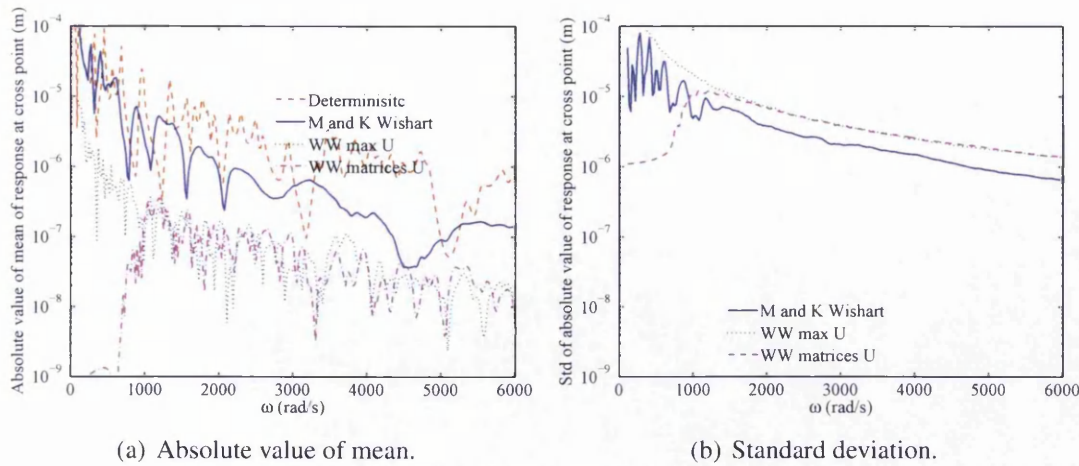 Absolute value of mean of response at cross point (m)
10⁻⁴
10⁻⁵
10⁻⁶
10⁻⁷
10⁻⁸
10⁻⁹
Determinisitc
M and K Wishart
WW max U
WW matrices U
0 1000 2000 3000 4000 5000 6000
ω (rad/s)
(a) Absolute value of mean.
Std of absolute value of response at cross point (m)
10⁻⁴
10⁻⁵
10⁻⁶
10⁻⁷
10⁻⁸
10⁻⁹
M and K Wishart
WW max U
WW matrices U
0 1000 2000 3000 4000 5000 6000
ω (rad/s)
(b) Standard deviation.